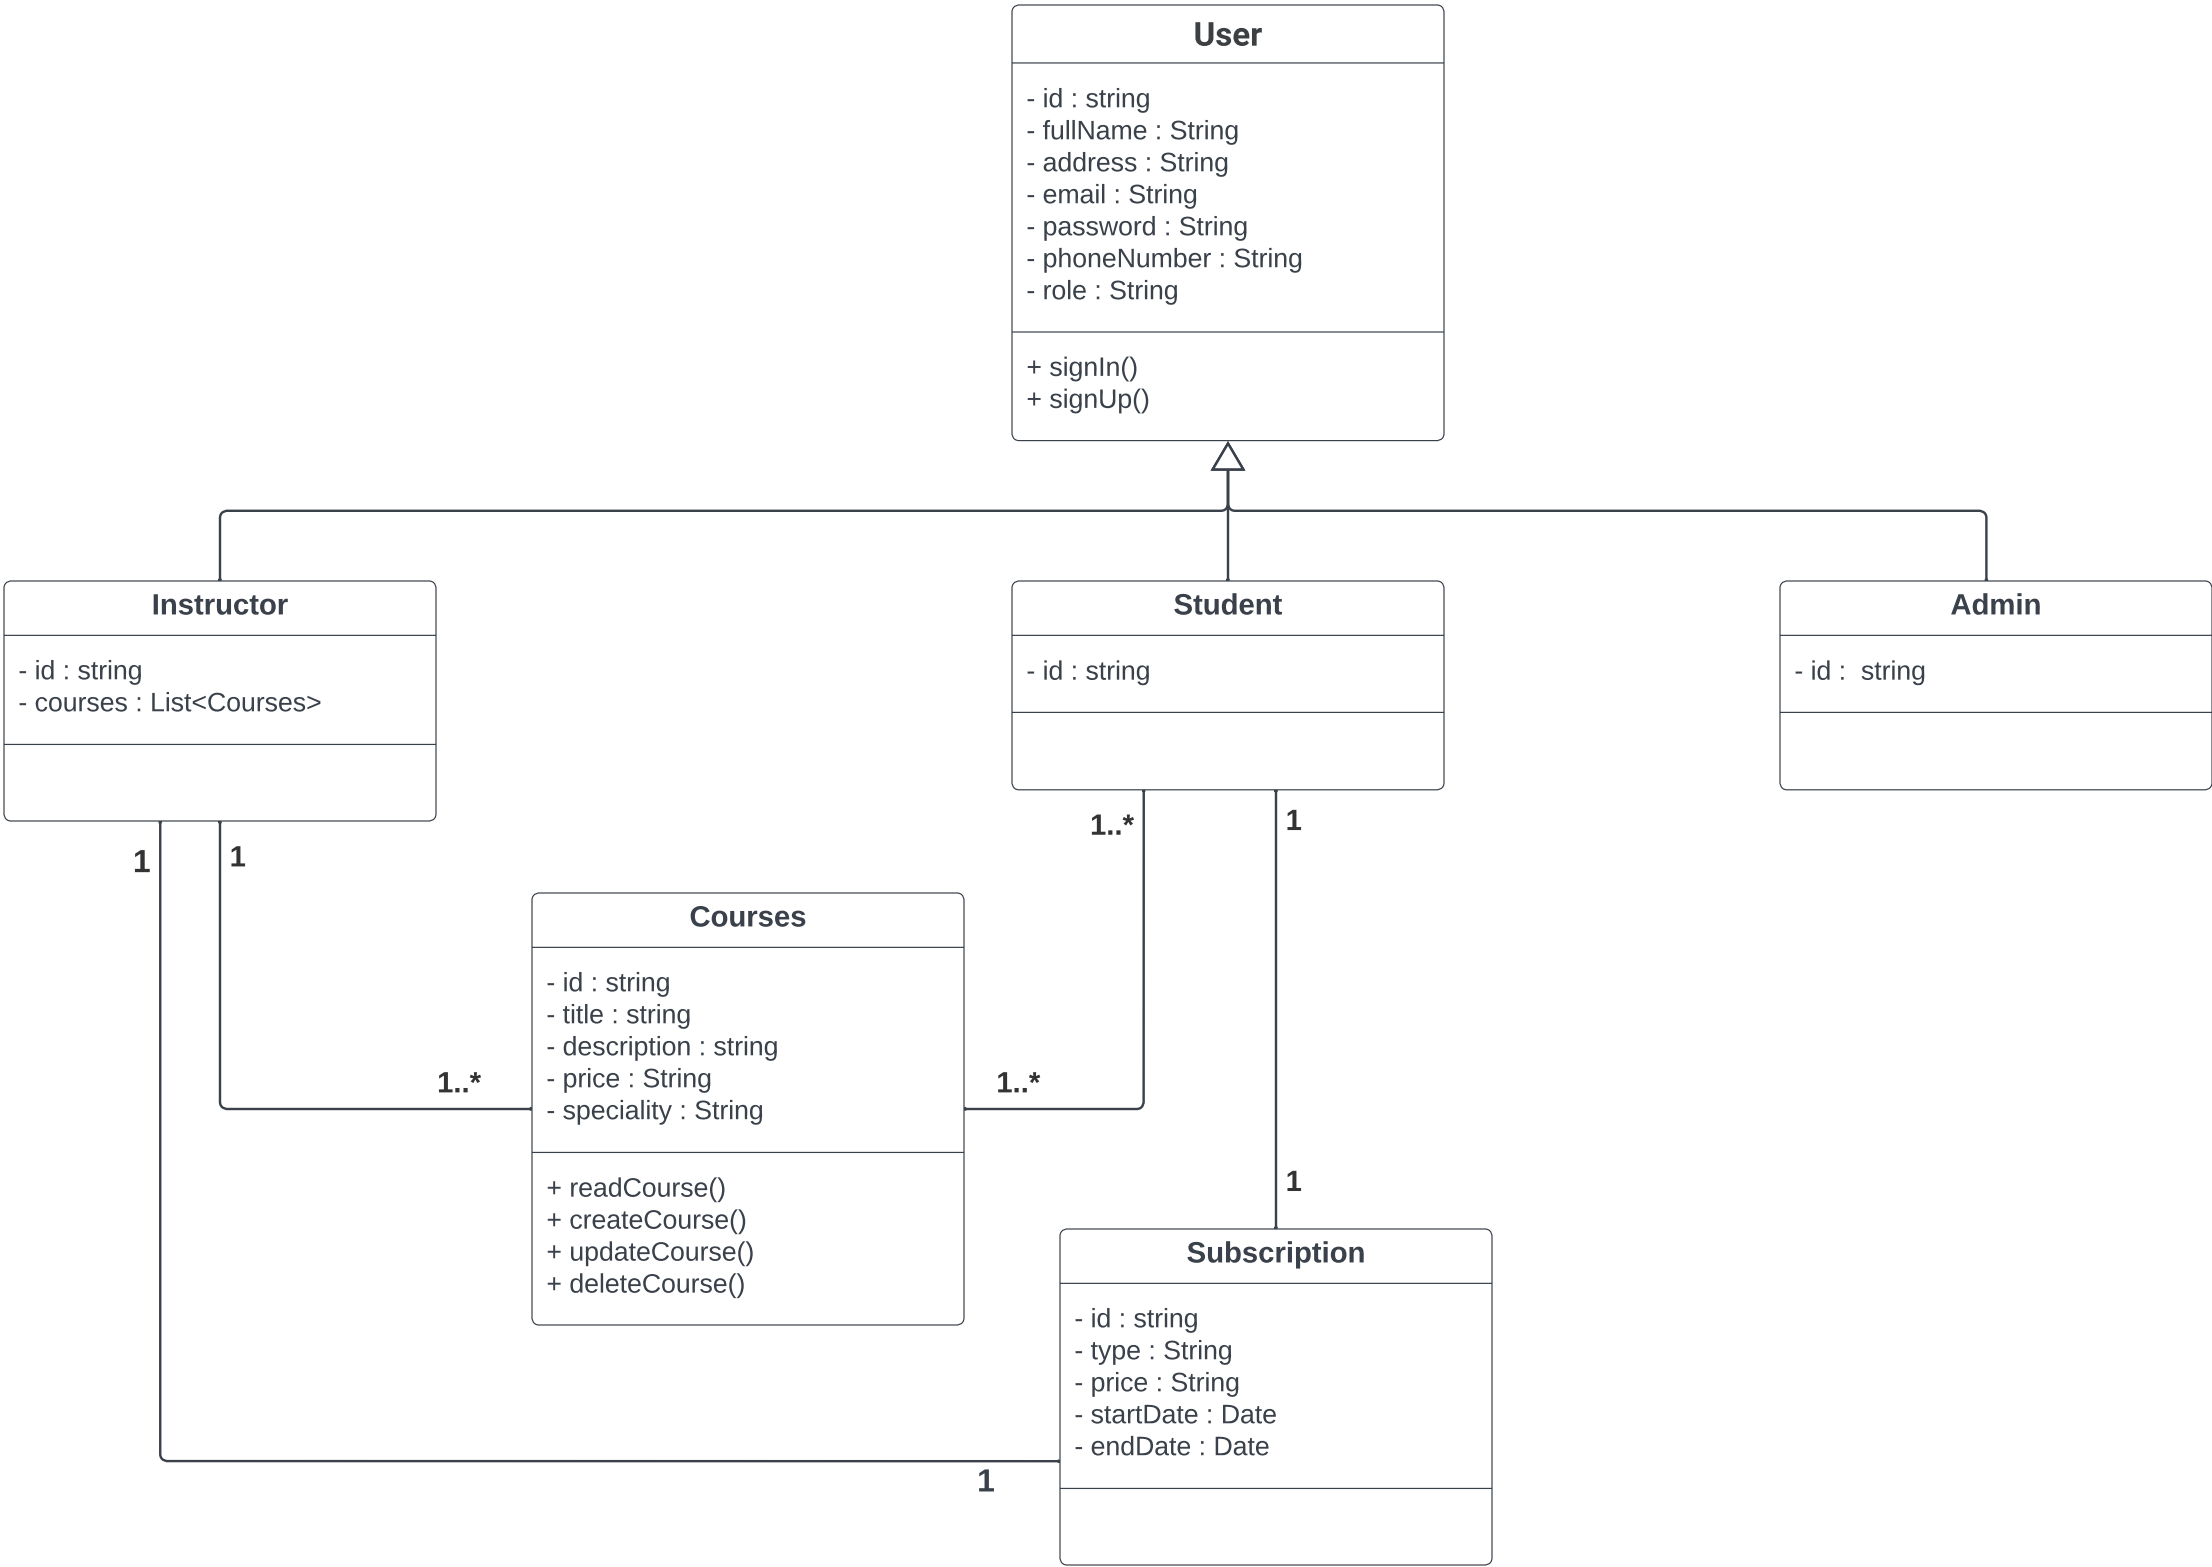 User
- id : string
- fullName : String
- address : String
- email : String
- password : String
- phoneNumber : String
- role : String
+ signIn()
+ signUp()
Instructor
- id : string
- courses : List<Courses>
Student
- id : string
Admin
- id :  string
1
1
1..*
1
Courses
- id : string
- title : string
- description : string
- price : String
- speciality : String
+ readCourse()
+ createCourse()
+ updateCourse()
+ deleteCourse()
1..*
1..*
1
Subscription
- id : string
- type : String
- price : String
- startDate : Date
- endDate : Date
1